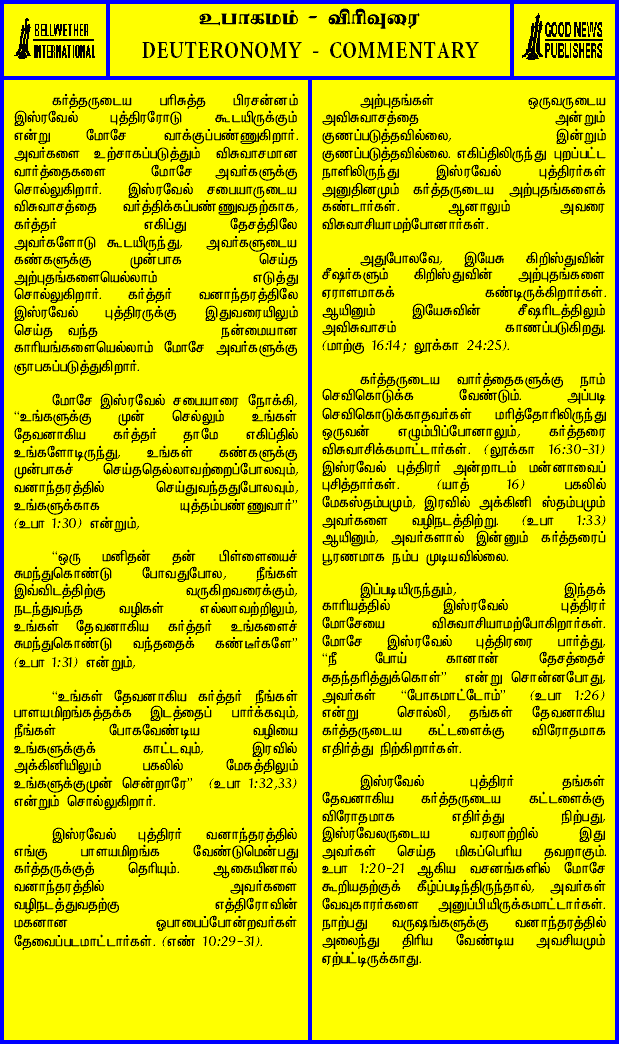 BELLWETHER
INTERNATIONAL
உபாகமம் - விரிவுரை
DEUTERONOMY - COMMENTARY
GOOD NEWS
PUBLISHERS
கர்த்தருடைய பரிசுத்த பிரசன்னம்
இஸ்ரவேல் புத்திரரோடு கூடயிருக்கும்
என்று மோசே வாக்குப்பண்ணுகிறார்.
அவர்களை உற்சாகப்படுத்தும் விசுவாசமான
வார்த்தைகளை மோசே அவர்களுக்கு
சொல்லுகிறார். இஸ்ரவேல் சபையாருடைய
விசுவாசத்தை வர்த்திக்கப்பண்ணுவதற்காக,
கர்த்தர் எகிப்து தேசத்திலே
அவர்களோடு கூடயிருந்து, அவர்களுடைய
கண்களுக்கு முன்பாக செய்த
அற்புதங்களையெல்லாம் எடுத்து
சொல்லுகிறார். கர்த்தர் வனாந்தரத்திலே
இஸ்ரவேல் புத்திரருக்கு இதுவரையிலும்
செய்த வந்த நன்மையான
காரியங்களையெல்லாம் மோசே அவர்களுக்கு
ஞாபகப்படுத்துகிறார்.
மோசே இஸ்ரவேல் சபையாரை நோக்கி,
“உங்களுக்கு முன் செல்லும் உங்கள்
தேவனாகிய கர்த்தர் தாமே எகிப்தில்
உங்களோடிருந்து, உங்கள் கண்களுக்கு
முன்பாகச் செய்ததெல்லாவற்றைப்போலவும்,
வனாந்தரத்தில் செய்துவந்ததுபோலவும்,
உங்களுக்காக யுத்தம்பண்ணுவார்”
(உபா 1:30) என்றும்,
“ஒரு மனிதன் தன் பிள்ளையைச்
சுமந்துகொண்டு போவதுபோல, நீங்கள்
இவ்விடத்திற்கு வருகிறவரைக்கும்,
நடந்துவந்த வழிகள் எல்லாவற்றிலும்,
உங்கள் தேவனாகிய கர்த்தர் உங்களைச்
சுமந்துகொண்டு வந்ததைக் கண்டீர்களே”
(உபா 1:31) என்றும்,
“உங்கள் தேவனாகிய கர்த்தர் நீங்கள்
பாளயமிறங்கத்தக்க இடத்தைப் பார்க்கவும்,
நீங்கள் போகவேண்டிய வழியை
உங்களுக்குக் காட்டவும், இரவில்
அக்கினியிலும் பகலில் மேகத்திலும்
உங்களுக்குமுன் சென்றாரே” (உபா 1:32,33)
என்றும் சொல்லுகிறார்.
இஸ்ரவேல் புத்திரர் வனாந்தரத்தில்
எங்கு பாளயமிறங்க வேண்டுமென்பது
கர்த்தருக்குத் தெரியும். ஆகையினால்
வனாந்தரத்தில் அவர்களை
வழிநடத்துவதற்கு எத்திரோவின்
மகனான ஒபாபைப்போன்றவர்கள்
தேவைப்படமாட்டார்கள். (எண் 10:29-31).
அற்புதங்கள் ஒருவருடைய
அவிசுவாசத்தை அன்றும்
குணப்படுத்தவில்லை, இன்றும்
குணப்படுத்தவில்லை. எகிப்திலிருந்து புறப்பட்ட
நாளிலிருந்து இஸ்ரவேல் புத்திரர்கள்
அனுதினமும் கர்த்தருடைய அற்புதங்களைக்
கண்டார்கள். ஆனாலும் அவரை
விசுவாசியாமற்போனார்கள்.
அதுபோலவே, இயேசு கிறிஸ்துவின்
சீஷர்களும் கிறிஸ்துவின் அற்புதங்களை
ஏராளமாகக் கண்டிருக்கிறார்கள்.
ஆயினும் இயேசுவின் சீஷரிடத்திலும்
அவிசுவாசம் காணப்படுகிறது.
(மாற்கு 16:14; லூக்கா 24:25).
கர்த்தருடைய வார்த்தைகளுக்கு நாம்
செவிகொடுக்க வேண்டும். அப்படி
செவிகொடுக்காதவர்கள் மரித்தோரிலிருந்து
ஒருவன் எழும்பிப்போனாலும், கர்த்தரை
விசுவாசிக்கமாட்டார்கள். (லூக்கா 16:30-31)
இஸ்ரவேல் புத்திரர் அன்றாடம் மன்னாவைப்
புசித்தார்கள். (யாத் 16) பகலில்
மேகஸ்தம்பமும், இரவில் அக்கினி ஸ்தம்பமும்
அவர்களை வழிநடத்திற்று. (உபா 1:33)
ஆயினும், அவர்களால் இன்னும் கர்த்தரைப்
பூரணமாக நம்ப முடியவில்லை.
இப்படியிருந்தும், இந்தக்
காரியத்தில் இஸ்ரவேல் புத்திரர்
மோசேயை விசுவாசியாமற்போகிறார்கள்.
மோசே இஸ்ரவேல் புத்திரரை பார்த்து,
“நீ போய் கானான் தேசத்தைச்
சுதந்தரித்துக்கொள்” என்று சொன்னபோது,
அவர்கள் “போகமாட்டோம்” (உபா 1:26)
என்று சொல்லி, தங்கள் தேவனாகிய
கர்த்தருடைய கட்டளைக்கு விரோதமாக
எதிர்த்து நிற்கிறார்கள்.
இஸ்ரவேல் புத்திரர் தங்கள்
தேவனாகிய கர்த்தருடைய கட்டளைக்கு
விரோதமாக எதிர்த்து நிற்பது,
இஸ்ரவேலருடைய வரலாற்றில் இது
அவர்கள் செய்த மிகப்பெரிய தவறாகும்.
உபா 1:20-21 ஆகிய வசனங்களில் மோசே
கூறியதற்குக் கீழ்ப்படிந்திருந்தால், அவர்கள்
வேவுகாரர்களை அனுப்பியிருக்கமாட்டார்கள்.
நாற்பது வருஷங்களுக்கு வனாந்தரத்தில்
அலைந்து திரிய வேண்டிய அவசியமும்
ஏற்பட்டிருக்காது.